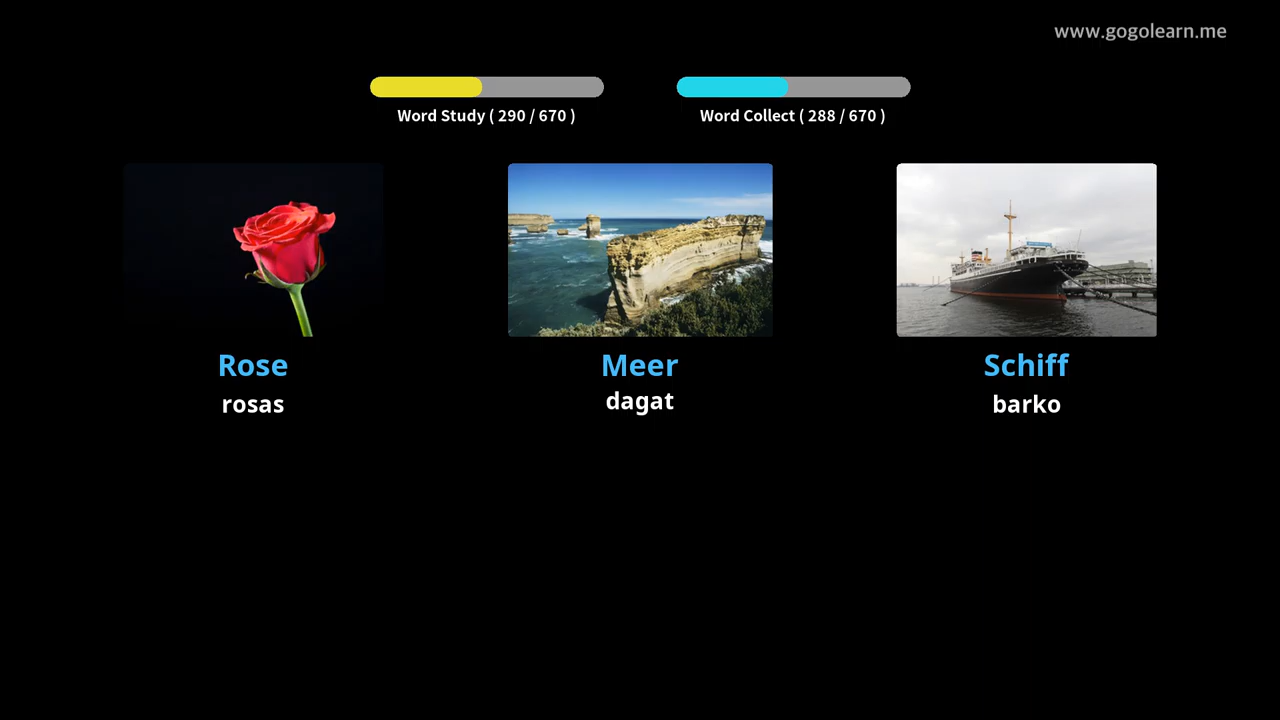 www.gogolearn.me
Word Study ( 290 / 670 )
Word Collect ( 288 / 670 )
Rose
rosas
Meer
dagat
Schiff
barko